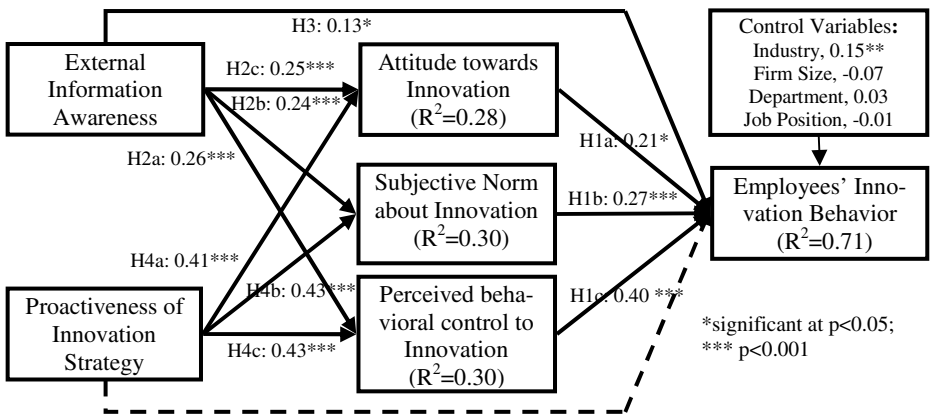 H3: 0.13*
External
Information
Awareness
H2c: 0.25***
H2b: 0.24***
H2a: 0.26***
Attitude towards
Innovation
(R²=0.28)
Control Variables:
Industry, 0.15**
Firm Size, -0.07
Department, 0.03
Job Position, -0.01
H1a: 0.21*
Subjective Norm
about Innovation
(R²=0.30)
H1b: 0.27***
Employees' Inno-
vation Behavior
(R²=0.71)
H4a: 0.41***
H4b: 0.43***
H4c: 0.43***
Proactiveness of
Innovation
Strategy
Perceived beha-
vioral control to
Innovation
(R²=0.30)
H1c: 0.40 ***
*significant at p<0.05;
*** p<0.001